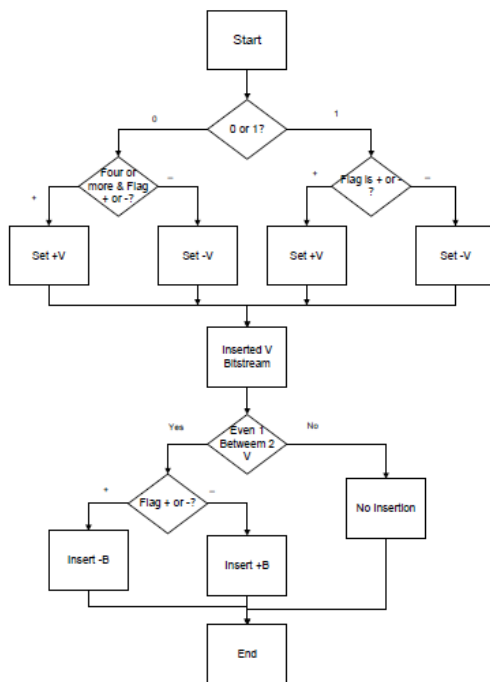 Start
0
0 or 1?
1
Four or
more & Flag
+ or -?
+
–
Flag is + or -
?
+
–
Set +V
Set -V
Set +V
Set -V
Inserted V
Bitstream
Yes
Even 1
Betweem 2
V
No
+
Flag + or -?
–
No Insertion
Insert -B
Insert +B
End